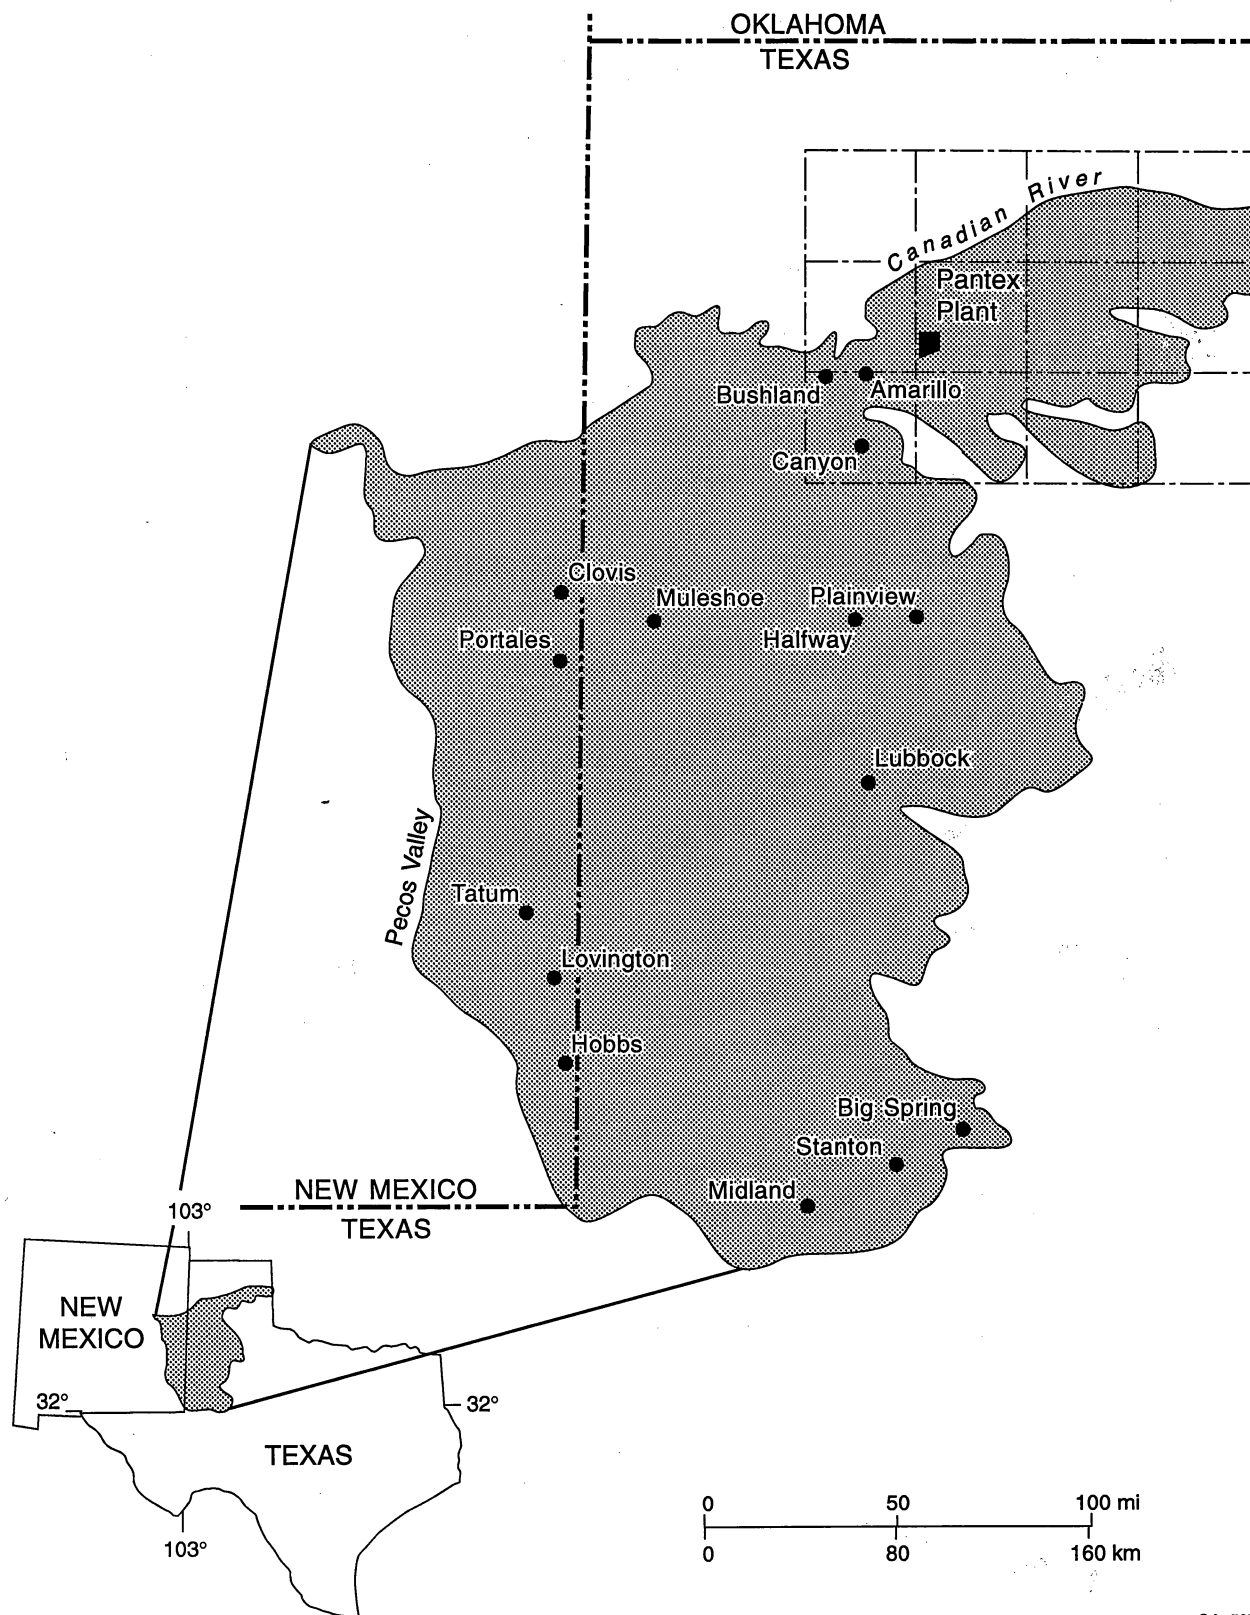 OKLAHOMA
TEXAS
Canadian River
Pantex
Plant
Bushland
Amarillo
Canyon
Clovis
Muleshoe
Plainview
Portales
Halfway
Lubbock
Pecos Valley
Tatum
Lovington
Hobbs
Big Spring
Stanton
Midland
NEW MEXICO
TEXAS
103°
NEW
MEXICO
32°
32°
TEXAS
103°
0 50 100 mi
0 80 160 km